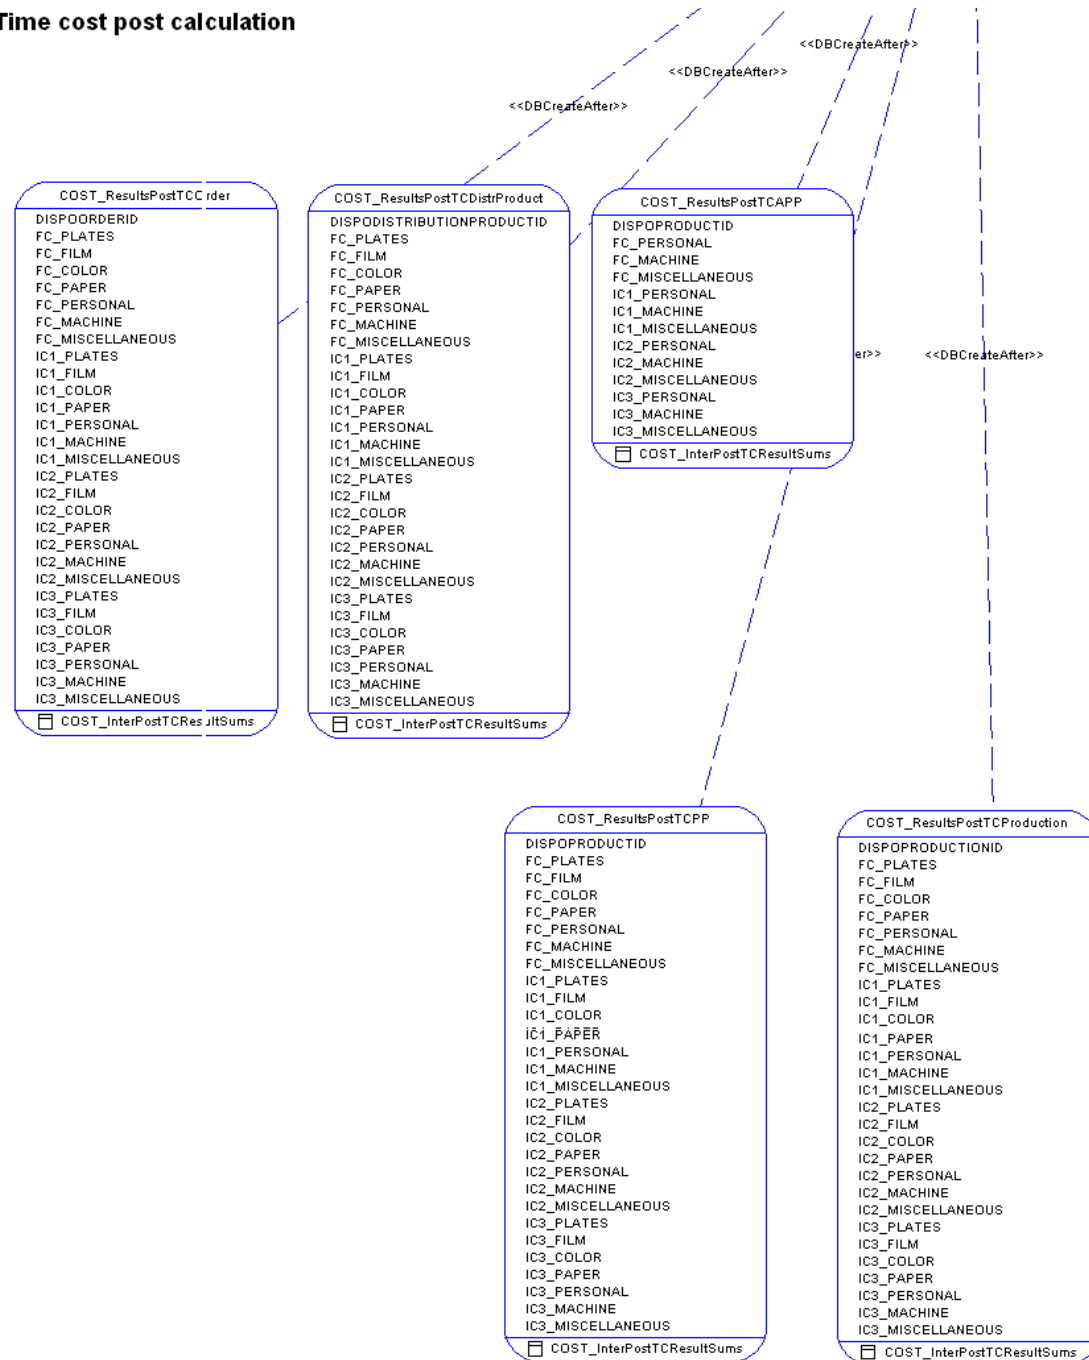 Time cost post calculation
<<DBCreateAfter>>
<<DBCreateAfter>>
<<DBCreateAfter>>
COST_ResultsPostTCOrder
DISPOORDERID
FC_PLATES
FC_FILM
FC_COLOR
FC_PAPER
FC_PERSONAL
FC_MACHINE
FC_MISCELLANEOUS
IC1_PLATES
IC1_FILM
IC1_COLOR
IC1_PAPER
IC1_PERSONAL
IC1_MACHINE
IC1_MISCELLANEOUS
IC2_PLATES
IC2_FILM
IC2_COLOR
IC2_PAPER
IC2_PERSONAL
IC2_MACHINE
IC2_MISCELLANEOUS
IC3_PLATES
IC3_FILM
IC3_COLOR
IC3_PAPER
IC3_PERSONAL
IC3_MACHINE
IC3_MISCELLANEOUS
COST_InterPostTCResultSums
COST_ResultsPostTCDistrProduct
DISPODISTRIBUTIONPRODUCTID
FC_PLATES
FC_FILM
FC_COLOR
FC_PAPER
FC_PERSONAL
FC_MACHINE
FC_MISCELLANEOUS
IC1_PLATES
IC1_FILM
IC1_COLOR
IC1_PAPER
IC1_PERSONAL
IC1_MACHINE
IC1_MISCELLANEOUS
IC2_PLATES
IC2_FILM
IC2_COLOR
IC2_PAPER
IC2_PERSONAL
IC2_MACHINE
IC2_MISCELLANEOUS
IC3_PLATES
IC3_FILM
IC3_COLOR
IC3_PAPER
IC3_PERSONAL
IC3_MACHINE
IC3_MISCELLANEOUS
COST_InterPostTCResultSums
COST_ResultsPostTCAPP
DISPOPRODUCTID
FC_PERSONAL
FC_MACHINE
FC_MISCELLANEOUS
IC1_PERSONAL
IC1_MACHINE
IC1_MISCELLANEOUS
IC2_PERSONAL
IC2_MACHINE
IC2_MISCELLANEOUS
IC3_PERSONAL
IC3_MACHINE
IC3_MISCELLANEOUS
COST_InterPostTCResultSums
er>>
<<DBCreateAfter>>
COST_ResultsPostTCPP
DISPOPRODUCTID
FC_PLATES
FC_FILM
FC_COLOR
FC_PAPER
FC_PERSONAL
FC_MACHINE
FC_MISCELLANEOUS
IC1_PLATES
IC1_FILM
IC1_COLOR
IC1_PAPER
IC1_PERSONAL
IC1_MACHINE
IC1_MISCELLANEOUS
IC2_PLATES
IC2_FILM
IC2_COLOR
IC2_PAPER
IC2_PERSONAL
IC2_MACHINE
IC2_MISCELLANEOUS
IC3_PLATES
IC3_FILM
IC3_COLOR
IC3_PAPER
IC3_PERSONAL
IC3_MACHINE
IC3_MISCELLANEOUS
COST_InterPostTCResultSums
COST_ResultsPostTCProduction
DISPOPRODUCTIONID
FC_PLATES
FC_FILM
FC_COLOR
FC_PAPER
FC_PERSONAL
FC_MACHINE
FC_MISCELLANEOUS
IC1_PLATES
IC1_FILM
IC1_COLOR
IC1_PAPER
IC1_PERSONAL
IC1_MACHINE
IC1_MISCELLANEOUS
IC2_PLATES
IC2_FILM
IC2_COLOR
IC2_PAPER
IC2_PERSONAL
IC2_MACHINE
IC2_MISCELLANEOUS
IC3_PLATES
IC3_FILM
IC3_COLOR
IC3_PAPER
IC3_PERSONAL
IC3_MACHINE
IC3_MISCELLANEOUS
COST_InterPostTCResultSums